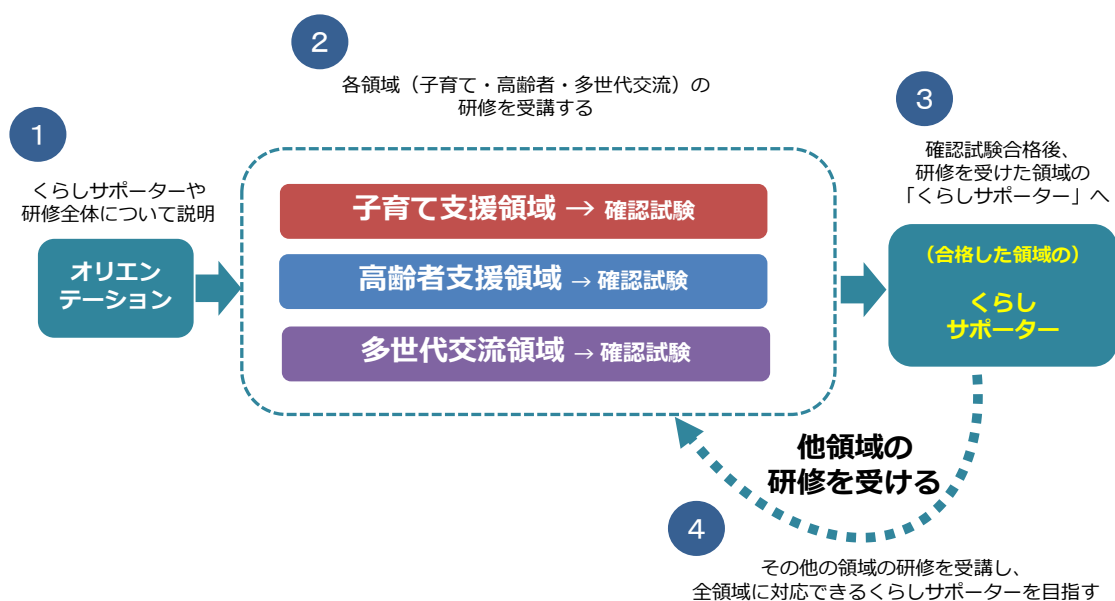 1
くらしサポーターや
研修全体について説明
オリエン
テーション
2
各領域（子育て・高齢者・多世代交流）の
研修を受講する
子育て支援領域 → 確認試験
高齢者支援領域 → 確認試験
多世代交流領域 → 確認試験
3
確認試験合格後、
研修を受けた領域の
「くらしサポーター」へ
（合格した領域の）
くらし
サポーター
他領域の
研修を受ける
4
その他の領域の研修を受講し、
全領域に対応できるくらしサポーターを目指す